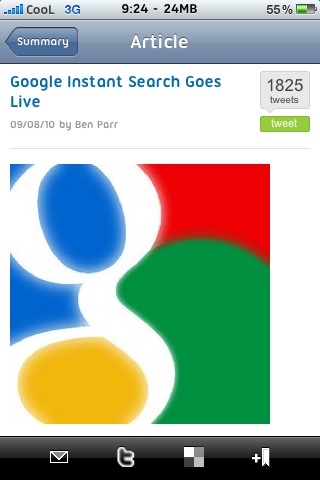 CooL 3G 9:24 - 24MB 55%
Summary
Article
Google Instant Search Goes
Live
09/08/10 by Ben Parr
1825
tweets
tweet